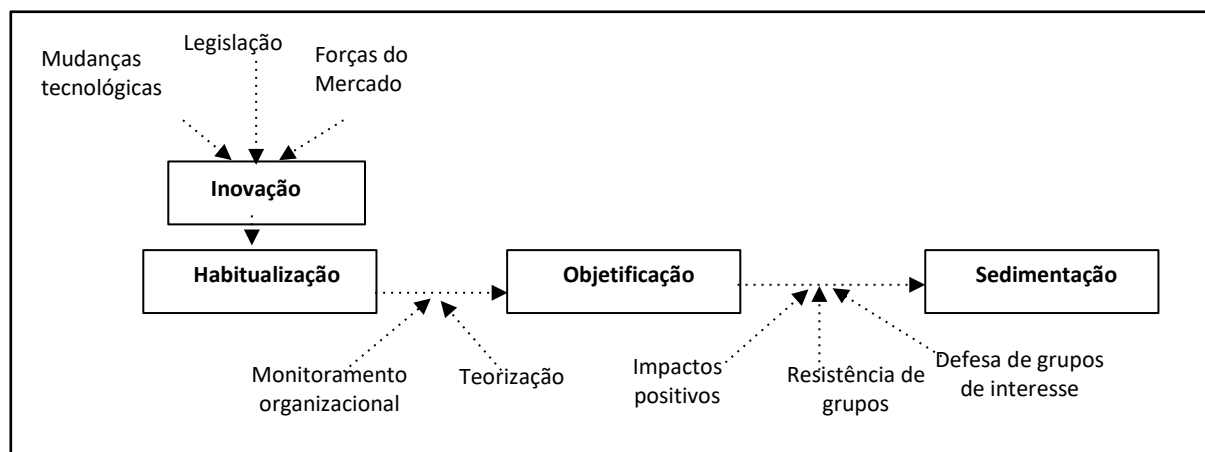 Mudanças
tecnológicas
Legislação
Forças do
Mercado
Inovação
Habitualização
Objetificação
Sedimentação
Monitoramento
organizacional
Teorização
Impactos
positivos
Resistência de
grupos
Defesa de grupos
de interesse